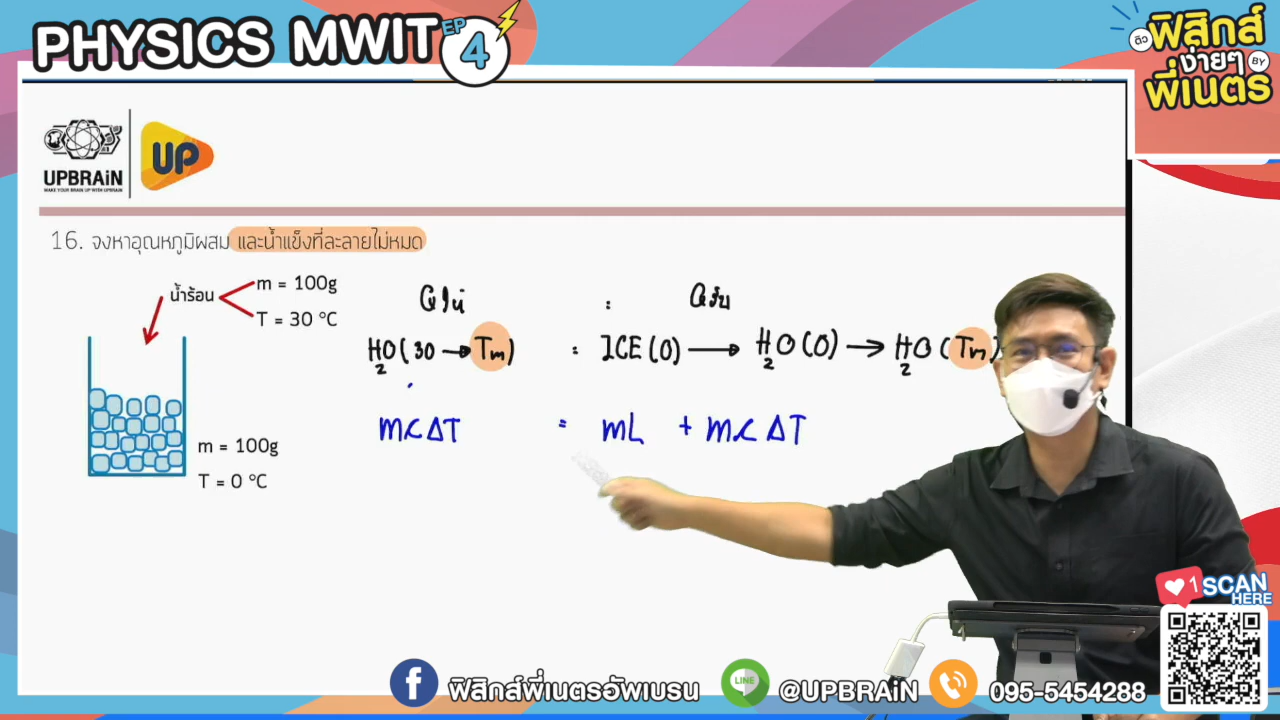 PHYSICS MWIT EP 4
ติว ฟิสิกส์
ง่ายๆ BY
พี่เนตร
UPBRAiN
MAKE YOUR BRAIN UP WITH UPBRAIN
UP
16. จงหาอุณหภูมิผสม และน้ำแข็งที่ละลายไม่หมด
น้ำร้อน
m = 100g
T = 30 °C
m = 100g
T = 0 °C
Qให้ : Qรับ
H₂O(30 → Tm) = ICE(0) → H₂O(0) → H₂O(Tm)
mcΔT = mL + mcΔT
1 SCAN
HERE
ฟิสิกส์พี่เนตรอัพเบรน LINE @UPBRAiN 095-5454288